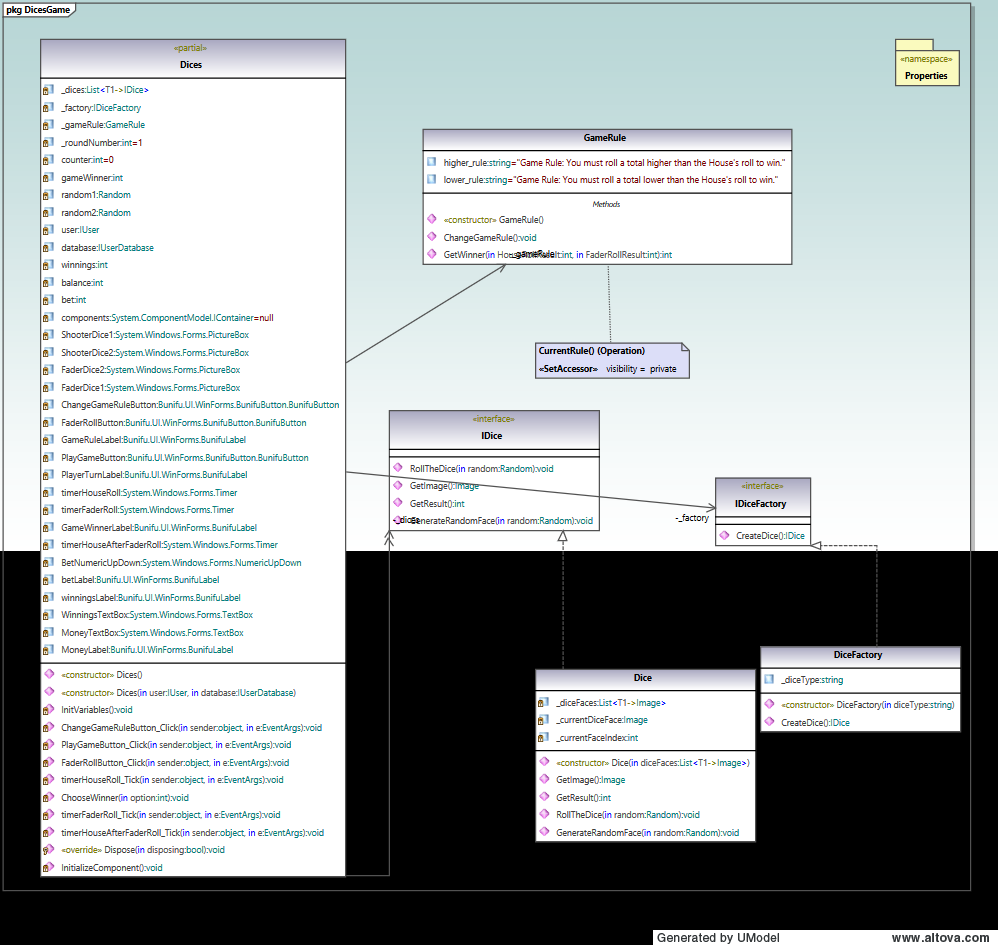 pkg DicesGame
«partial»
Dices
_dices:List<T1->IDice>
_factory:IDiceFactory
_gameRule:GameRule
_roundNumber:int=1
counter:int=0
gameWinner:int
random1:Random
random2:Random
user:IUser
database:IUserDatabase
winnings:int
balance:int
bet:int
components:System.ComponentModel.IContainer=null
ShooterDice1:System.Windows.Forms.PictureBox
ShooterDice2:System.Windows.Forms.PictureBox
FaderDice2:System.Windows.Forms.PictureBox
FaderDice1:System.Windows.Forms.PictureBox
ChangeGameRuleButton:Bunifu.UI.WinForms.BunifuButton.BunifuButton
FaderRollButton:Bunifu.UI.WinForms.BunifuButton.BunifuButton
GameRuleLabel:Bunifu.UI.WinForms.BunifuLabel
PlayGameButton:Bunifu.UI.WinForms.BunifuButton.BunifuButton
PlayerTurnLabel:Bunifu.UI.WinForms.BunifuLabel
timerHouseRoll:System.Windows.Forms.Timer
timerFaderRoll:System.Windows.Forms.Timer
GameWinnerLabel:Bunifu.UI.WinForms.BunifuLabel
timerHouseAfterFaderRoll:System.Windows.Forms.Timer
BetNumericUpDown:System.Windows.Forms.NumericUpDown
betLabel:Bunifu.UI.WinForms.BunifuLabel
winningsLabel:Bunifu.UI.WinForms.BunifuLabel
WinningsTextBox:System.Windows.Forms.TextBox
MoneyTextBox:System.Windows.Forms.TextBox
MoneyLabel:Bunifu.UI.WinForms.BunifuLabel
«constructor» Dices()
«constructor» Dices(in user:IUser, in database:IUserDatabase)
InitVariables():void
ChangeGameRuleButton_Click(in sender:object, in e:EventArgs):void
PlayGameButton_Click(in sender:object, in e:EventArgs):void
FaderRollButton_Click(in sender:object, in e:EventArgs):void
timerHouseRoll_Tick(in sender:object, in e:EventArgs):void
ChooseWinner(in option:int):void
timerFaderRoll_Tick(in sender:object, in e:EventArgs):void
timerHouseAfterFaderRoll_Tick(in sender:object, in e:EventArgs):void
«override» Dispose(in disposing:bool):void
InitializeComponent():void
«namespace»
Properties
GameRule
higher_rule:string="Game Rule: You must roll a total higher than the House's roll to win."
lower_rule:string="Game Rule: You must roll a total lower than the House's roll to win."
Methods
«constructor» GameRule()
ChangeGameRule():void
GetWinner(in HouseRollResult:int, in FaderRollResult:int):int
-_gameRule
CurrentRule() (Operation)
«SetAccessor» visibility = private
«interface»
IDice
RollTheDice(in random:Random):void
GetImage():Image
GetResult():int
GenerateRandomFace(in random:Random):void
-_dices
«interface»
IDiceFactory
-_factory
CreateDice():IDice
Dice
_diceFaces:List<T1->Image>
_currentDiceFace:Image
_currentFaceIndex:int
«constructor» Dice(in diceFaces:List<T1->Image>)
GetImage():Image
GetResult():int
RollTheDice(in random:Random):void
GenerateRandomFace(in random:Random):void
DiceFactory
_diceType:string
«constructor» DiceFactory(in diceType:string)
CreateDice():IDice
Generated by UModel www.altova.com